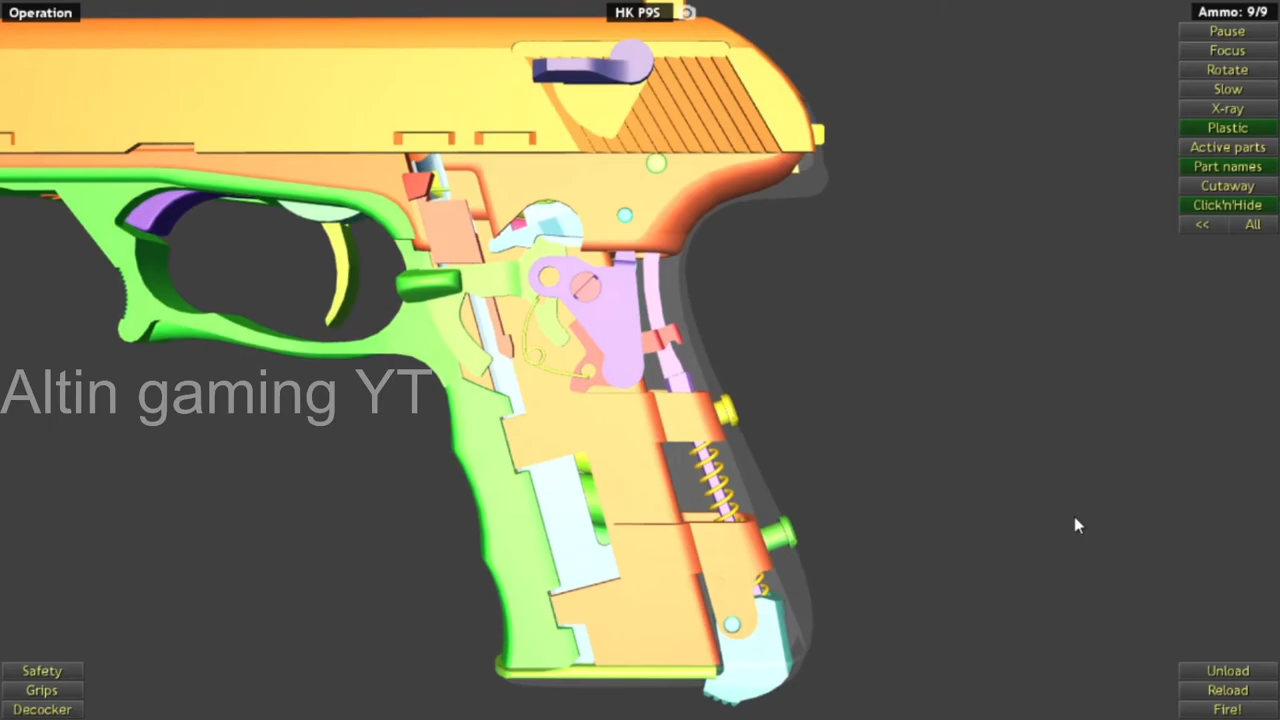 Operation
HK P9S
Ammo: 9/9
Pause
Focus
Rotate
Slow
X-ray
Plastic
Active parts
Part names
Cutaway
Click'n'Hide
<< All
Altin gaming YT
Safety
Grips
Decocker
Unload
Reload
Fire!